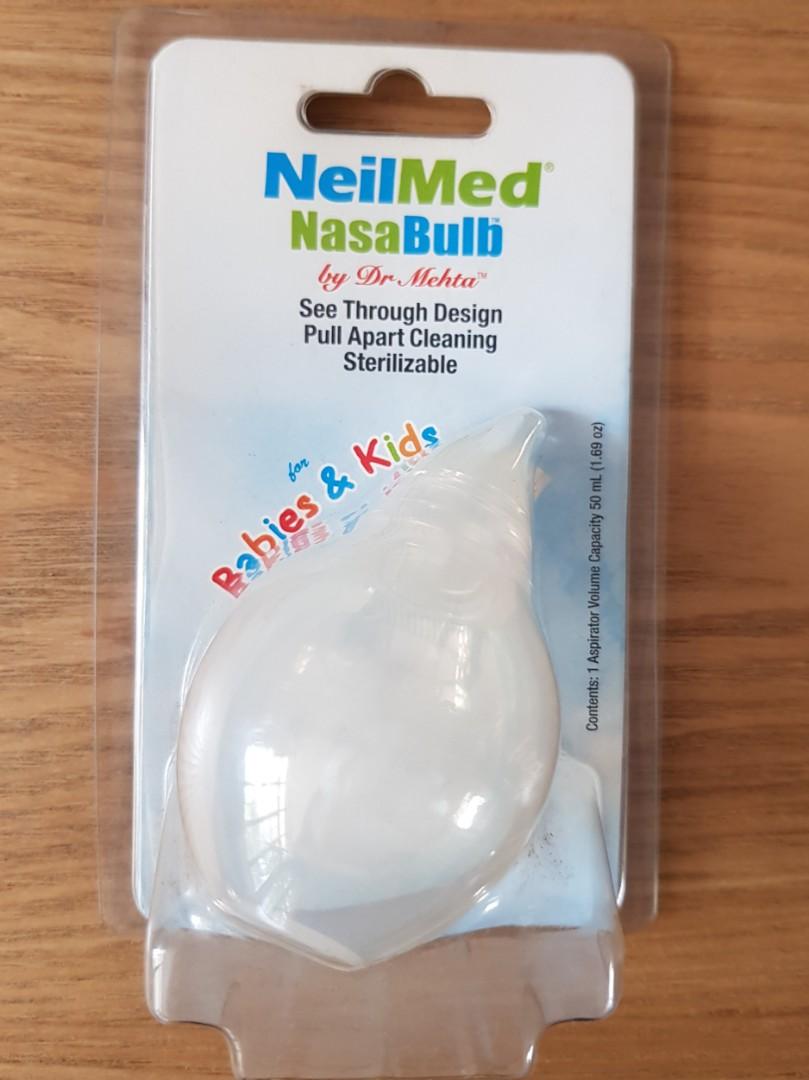 NeilMed®
NasaBulb™
by Dr Mehta™
See Through Design
Pull Apart Cleaning
Sterilizable
for
Babies & Kids
Contents: 1 Aspirator Volume Capacity 50 mL (1.69 oz)